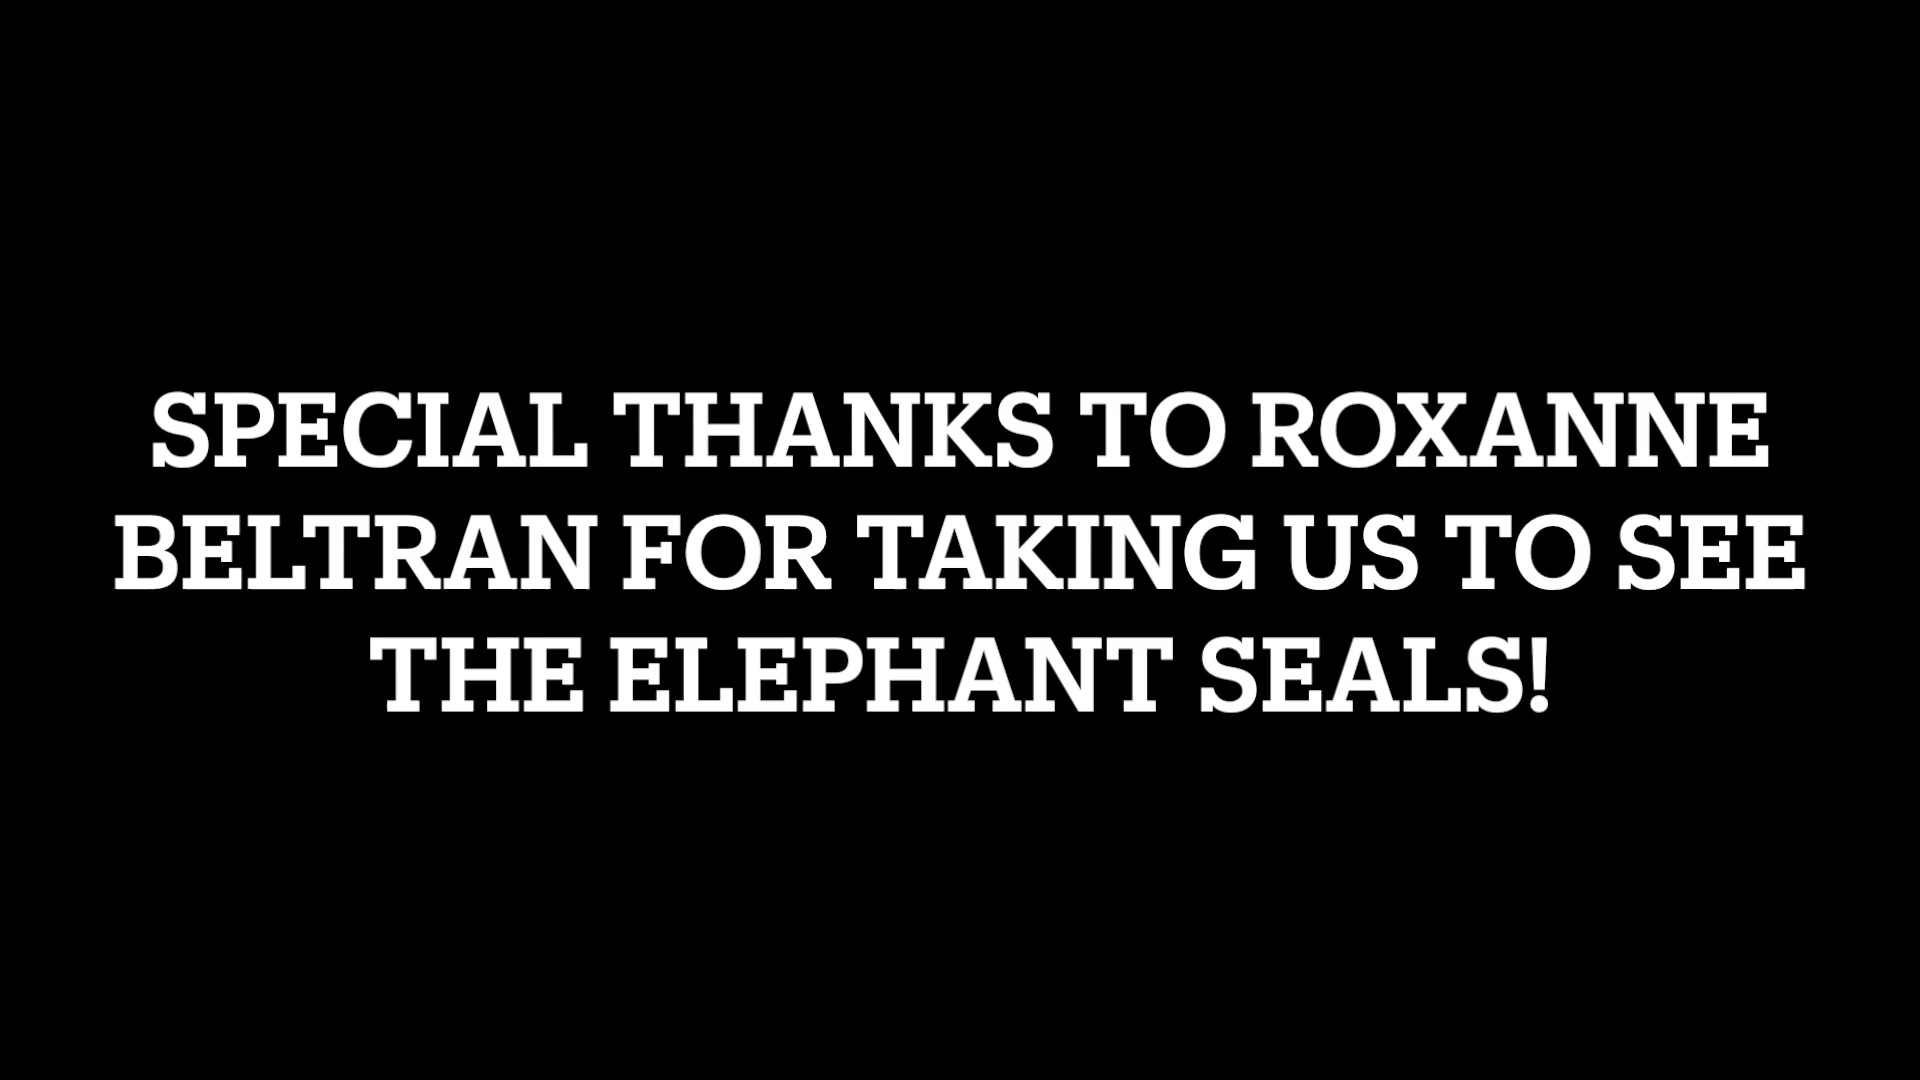 SPECIAL THANKS TO ROXANNE
BELTRAN FOR TAKING US TO SEE
THE ELEPHANT SEALS!